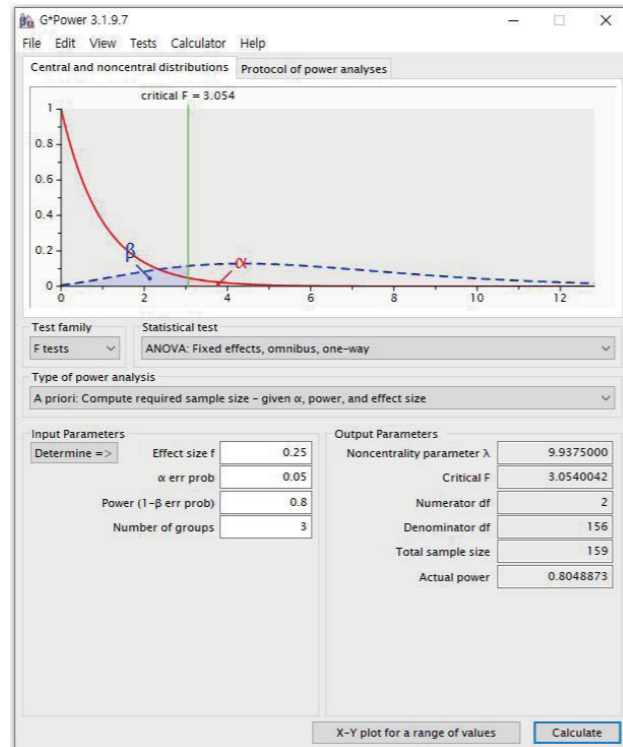 G*Power 3.1.9.7
File Edit View Tests Calculator Help
Central and noncentral distributions Protocol of power analyses
critical F = 3.054
1
0.8
0.6
0.4
0.2
0
β α
0 2 4 6 8 10 12
Test family Statistical test
F tests ANOVA: Fixed effects, omnibus, one-way
Type of power analysis
A priori: Compute required sample size - given α, power, and effect size
Input Parameters Output Parameters
Determine => Effect size f 0.25 Noncentrality parameter λ 9.9375000
α err prob 0.05 Critical F 3.0540042
Power (1-β err prob) 0.8 Numerator df 2
Number of groups 3 Denominator df 156
Total sample size 159
Actual power 0.8048873
X-Y plot for a range of values Calculate